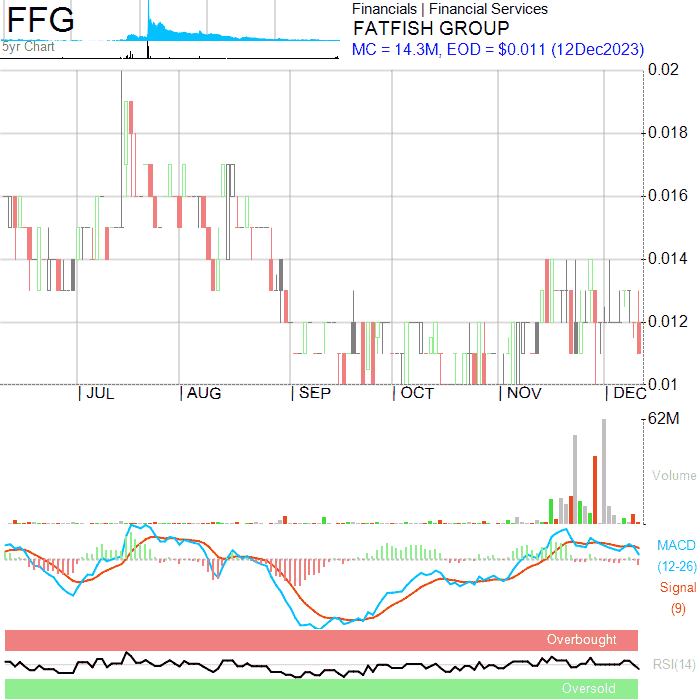 FFG
5yr Chart
Financials | Financial Services
FATFISH GROUP
MC = 14.3M, EOD = $0.011 (12Dec2023)
0.02
0.018
0.016
0.014
0.012
0.01
JUL AUG SEP OCT NOV DEC
62M
Volume
MACD
(12-26)
Signal
(9)
Overbought
RSI(14)
Oversold